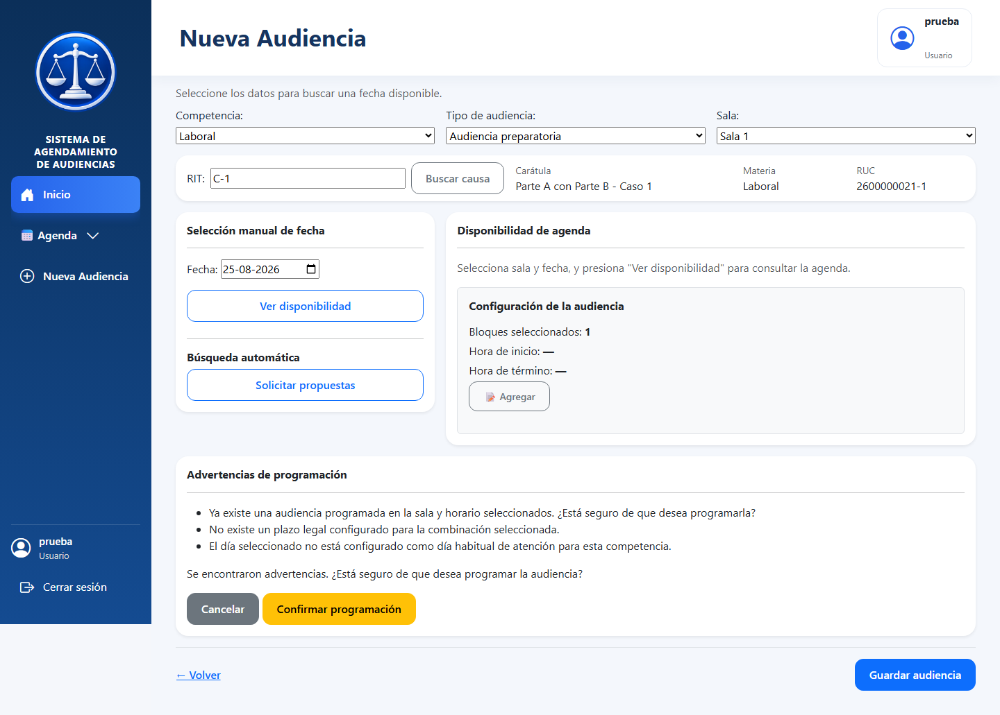 SISTEMA DE
AGENDAMIENTO
DE AUDIENCIAS
Inicio
Agenda
Nueva Audiencia
prueba
Usuario
Cerrar sesión
Nueva Audiencia
prueba
Usuario
Seleccione los datos para buscar una fecha disponible.
Competencia:
Laboral
Tipo de audiencia:
Audiencia preparatoria
Sala:
Sala 1
RIT: C-1 Buscar causa
Carátula
Parte A con Parte B - Caso 1
Materia
Laboral
RUC
2600000021-1
Selección manual de fecha
Fecha: 25-08-2026
Ver disponibilidad
Búsqueda automática
Solicitar propuestas
Disponibilidad de agenda
Selecciona sala y fecha, y presiona "Ver disponibilidad" para consultar la agenda.
Configuración de la audiencia
Bloques seleccionados: 1
Hora de inicio: —
Hora de término: —
Agregar
Advertencias de programación
• Ya existe una audiencia programada en la sala y horario seleccionados. ¿Está seguro de que desea programarla?
• No existe un plazo legal configurado para la combinación seleccionada.
• El día seleccionado no está configurado como día habitual de atención para esta competencia.
Se encontraron advertencias. ¿Está seguro de que desea programar la audiencia?
Cancelar
Confirmar programación
← Volver
Guardar audiencia